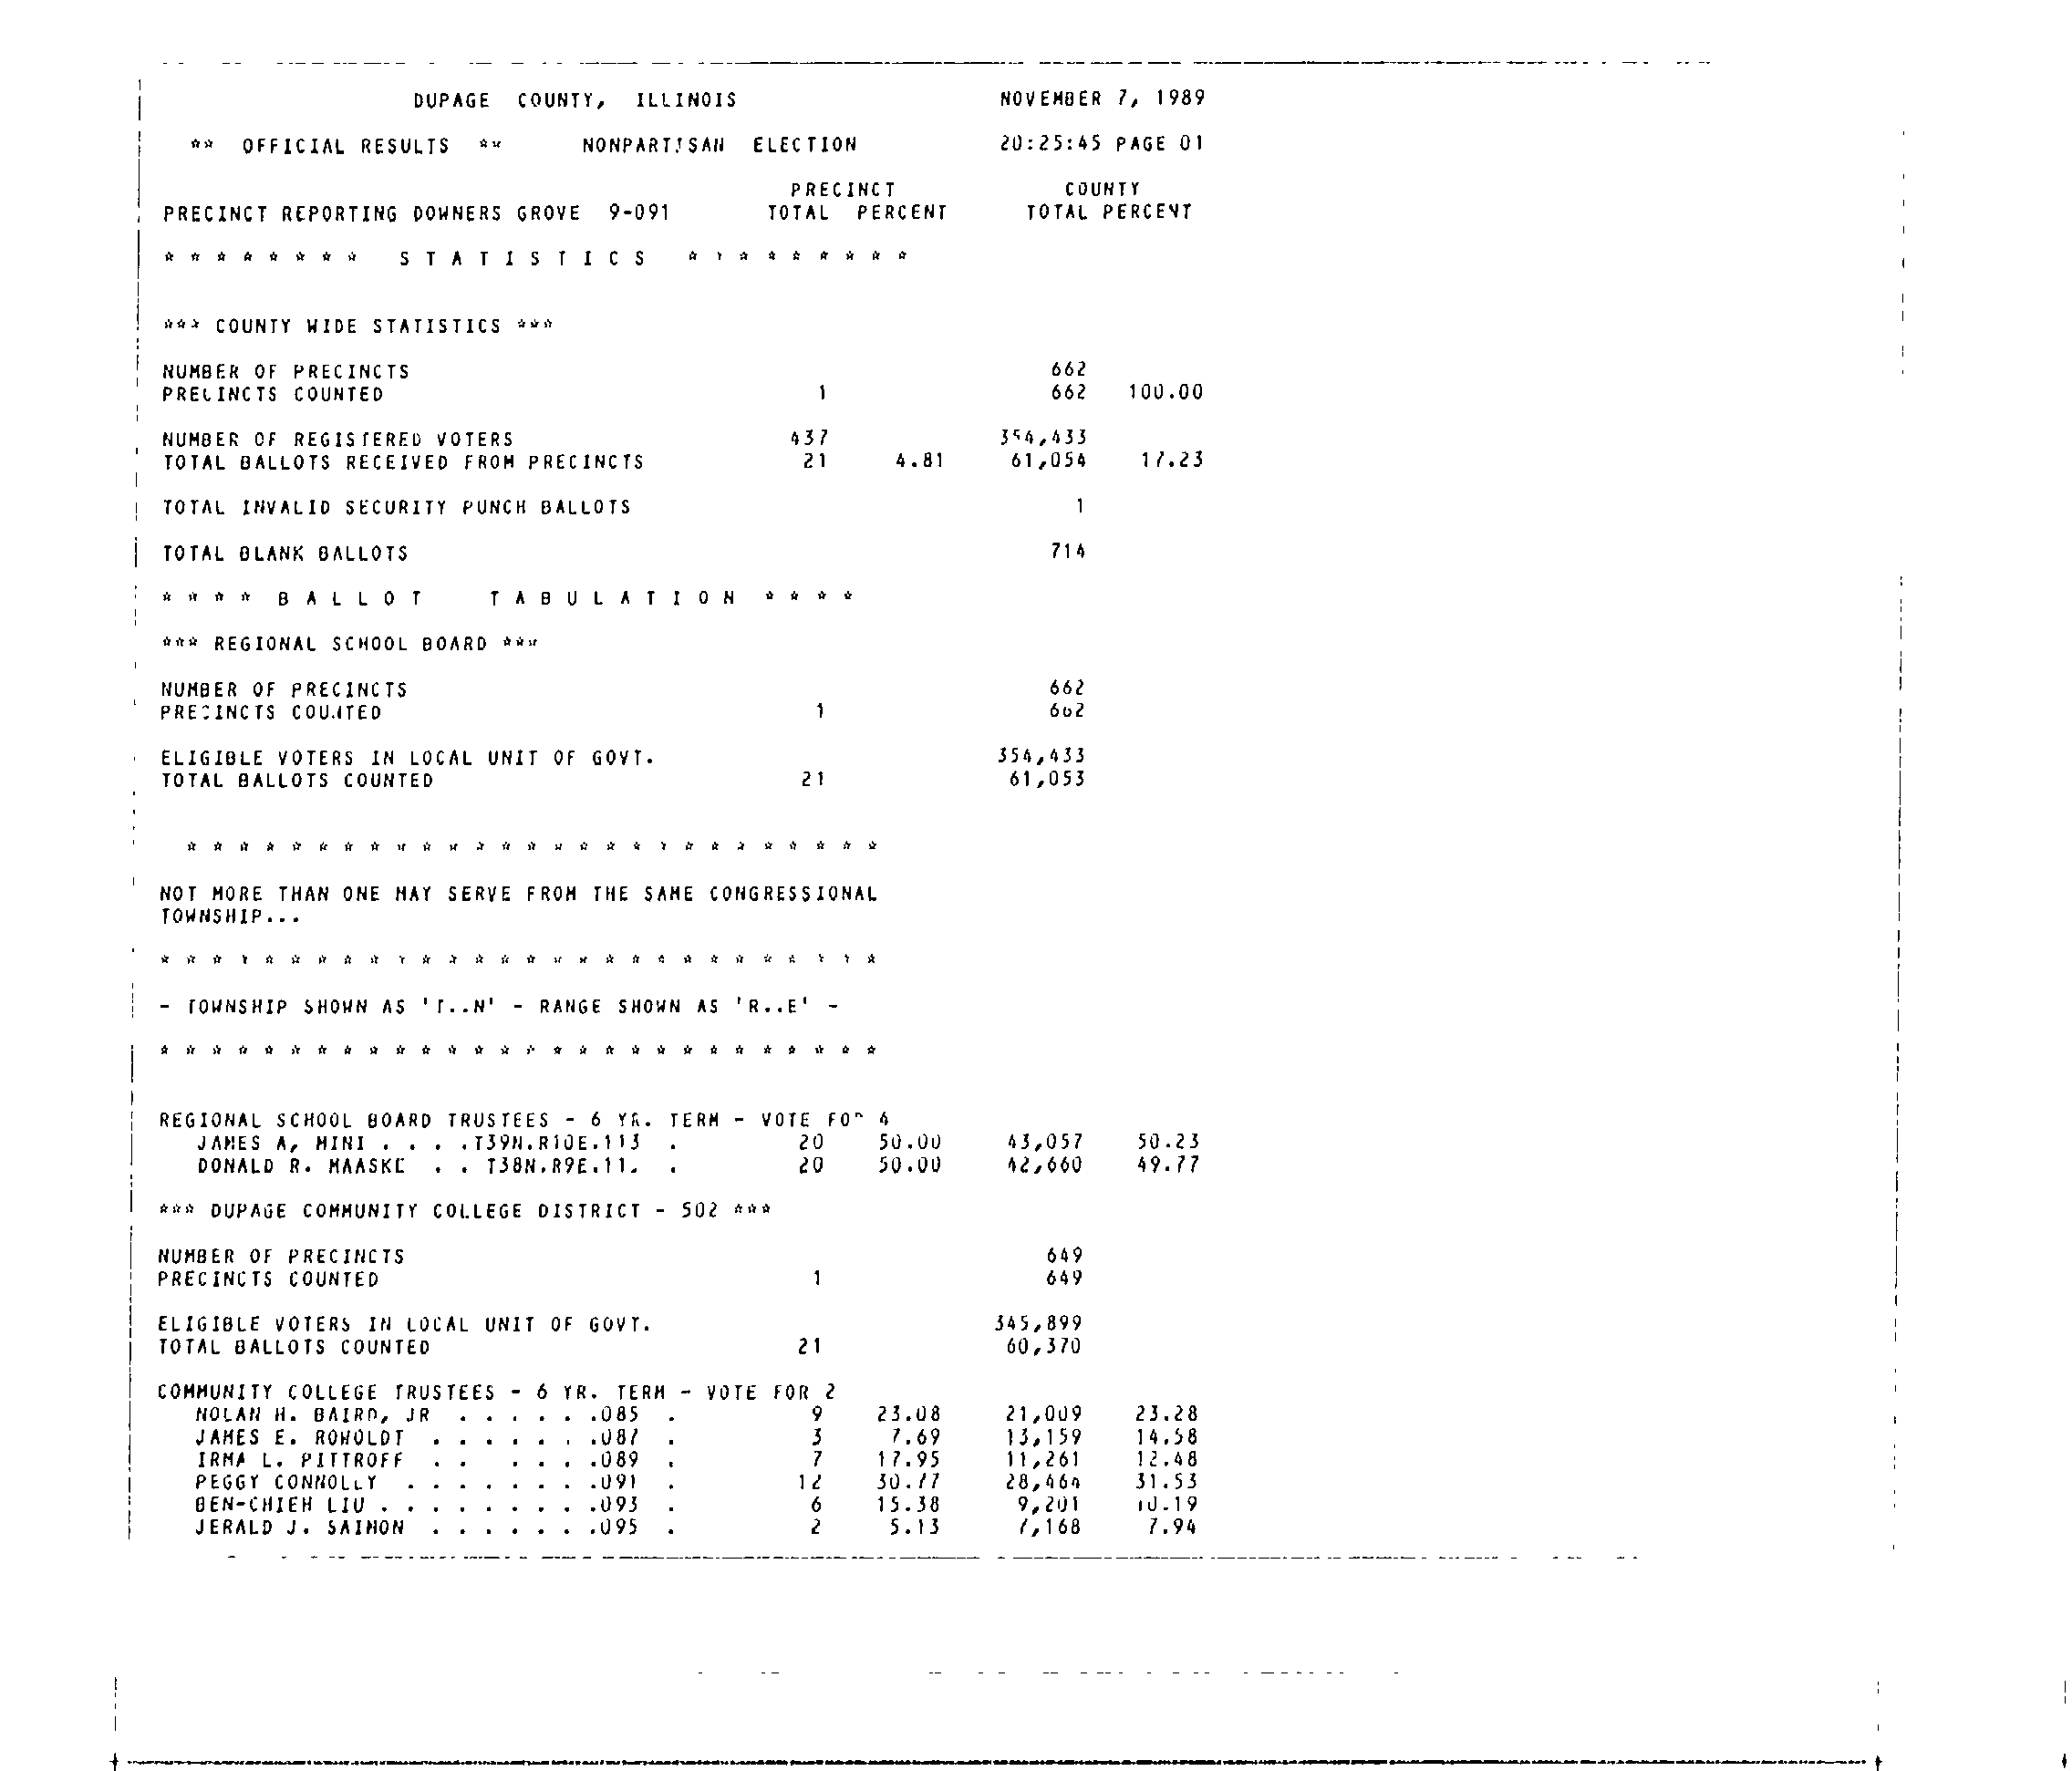 DUPAGE COUNTY, ILLINOIS NOVEMBER 7, 1989
** OFFICIAL RESULTS ** NONPARTISAN ELECTION 20:25:45 PAGE 01
PRECINCT COUNTY
PRECINCT REPORTING DOWNERS GROVE 9-091 TOTAL PERCENT TOTAL PERCENT
* * * * * * * * S T A T I S T I C S * * * * * * * * *
*** COUNTY WIDE STATISTICS ***
NUMBER OF PRECINCTS 662
PRECINCTS COUNTED 1 662 100.00
NUMBER OF REGISTERED VOTERS 437 354,433
TOTAL BALLOTS RECEIVED FROM PRECINCTS 21 4.81 61,054 17.23
TOTAL INVALID SECURITY PUNCH BALLOTS 1
TOTAL BLANK BALLOTS 714
* * * * B A L L O T T A B U L A T I O N * * * *
*** REGIONAL SCHOOL BOARD ***
NUMBER OF PRECINCTS 662
PRECINCTS COUNTED 1 662
ELIGIBLE VOTERS IN LOCAL UNIT OF GOVT. 354,433
TOTAL BALLOTS COUNTED 21 61,053
* * * * * * * * * * * * * * * * * * * * * * * * * * *
NOT MORE THAN ONE MAY SERVE FROM THE SAME CONGRESSIONAL
TOWNSHIP...
* * * * * * * * * * * * * * * * * * * * * * * * * * * *
- TOWNSHIP SHOWN AS 'T..N' - RANGE SHOWN AS 'R..E' -
* * * * * * * * * * * * * * * * * * * * * * * * * * * *
REGIONAL SCHOOL BOARD TRUSTEES - 6 YR. TERM - VOTE FOR 4
JAMES A, MINI . . . .T39N.R10E.113 . 20 50.00 43,057 50.23
DONALD R. MAASKE . . T38N.R9E.11. . 20 50.00 42,660 49.77
*** DUPAGE COMMUNITY COLLEGE DISTRICT - 502 ***
NUMBER OF PRECINCTS 649
PRECINCTS COUNTED 1 649
ELIGIBLE VOTERS IN LOCAL UNIT OF GOVT. 345,899
TOTAL BALLOTS COUNTED 21 60,370
COMMUNITY COLLEGE TRUSTEES - 6 YR. TERM - VOTE FOR 2
NOLAN H. BAIRD, JR . . . . . .085 . 9 23.08 21,009 23.28
JAMES E. ROWOLDT . . . . . . .087 . 3 7.69 13,159 14.58
IRMA L. PITTROFF . . . . . .089 . 7 17.95 11,261 12.48
PEGGY CONNOLLY . . . . . . . .091 . 12 30.77 28,464 31.53
BEN-CHIEH LIU . . . . . . . . .093 . 6 15.38 9,201 10.19
JERALD J. SAIMON . . . . . . .095 . 2 5.13 7,168 7.94